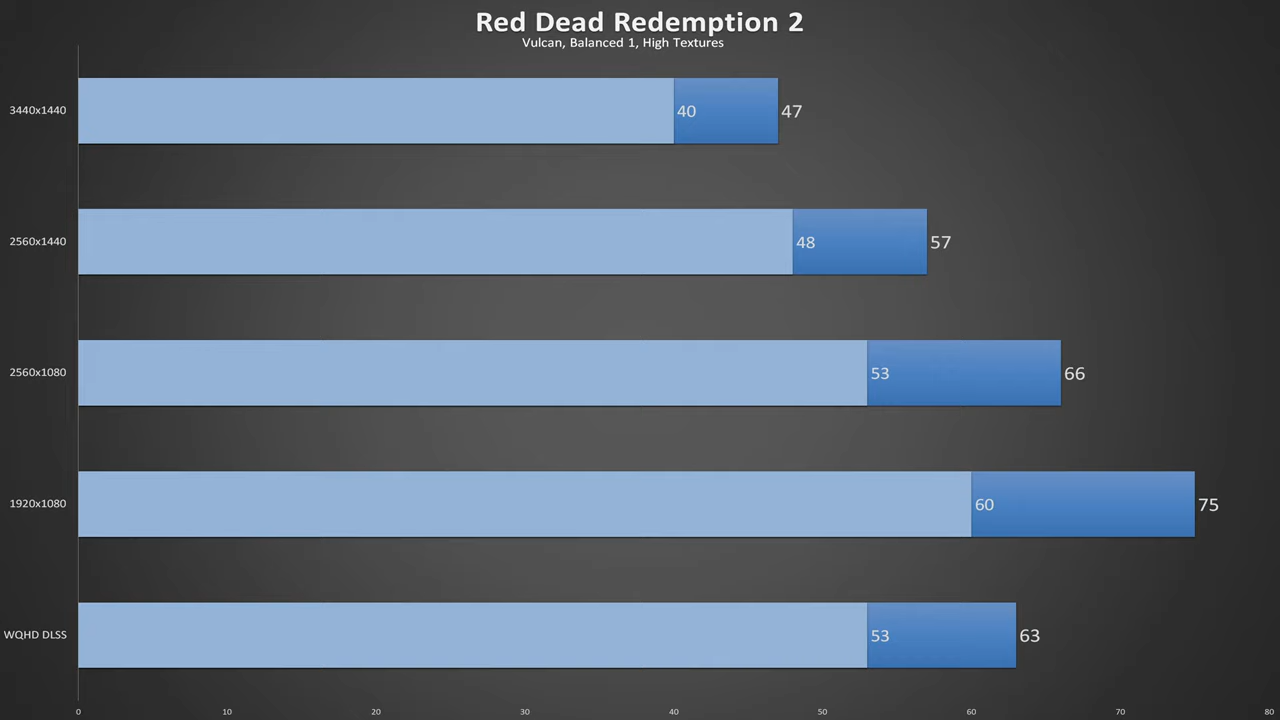 Red Dead Redemption 2
Vulcan, Balanced 1, High Textures
3440x1440 40 47
2560x1440 48 57
2560x1080 53 66
1920x1080 60 75
WQHD DLSS 53 63
0 10 20 30 40 50 60 70 80